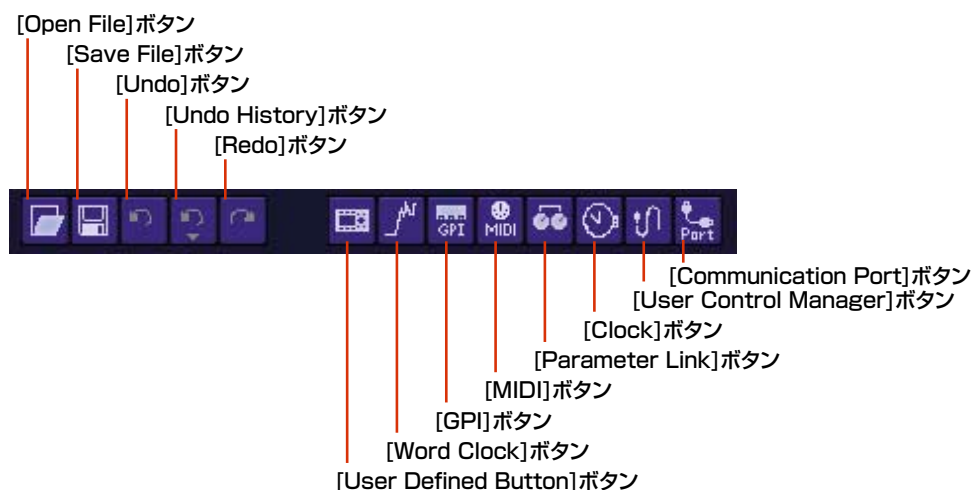 [Open File]ボタン
[Save File]ボタン
[Undo]ボタン
[Undo History]ボタン
[Redo]ボタン
GPI
MIDI
Port
[Communication Port]ボタン
[User Control Manager]ボタン
[Clock]ボタン
[Parameter Link]ボタン
[MIDI]ボタン
[GPI]ボタン
[Word Clock]ボタン
[User Defined Button]ボタン